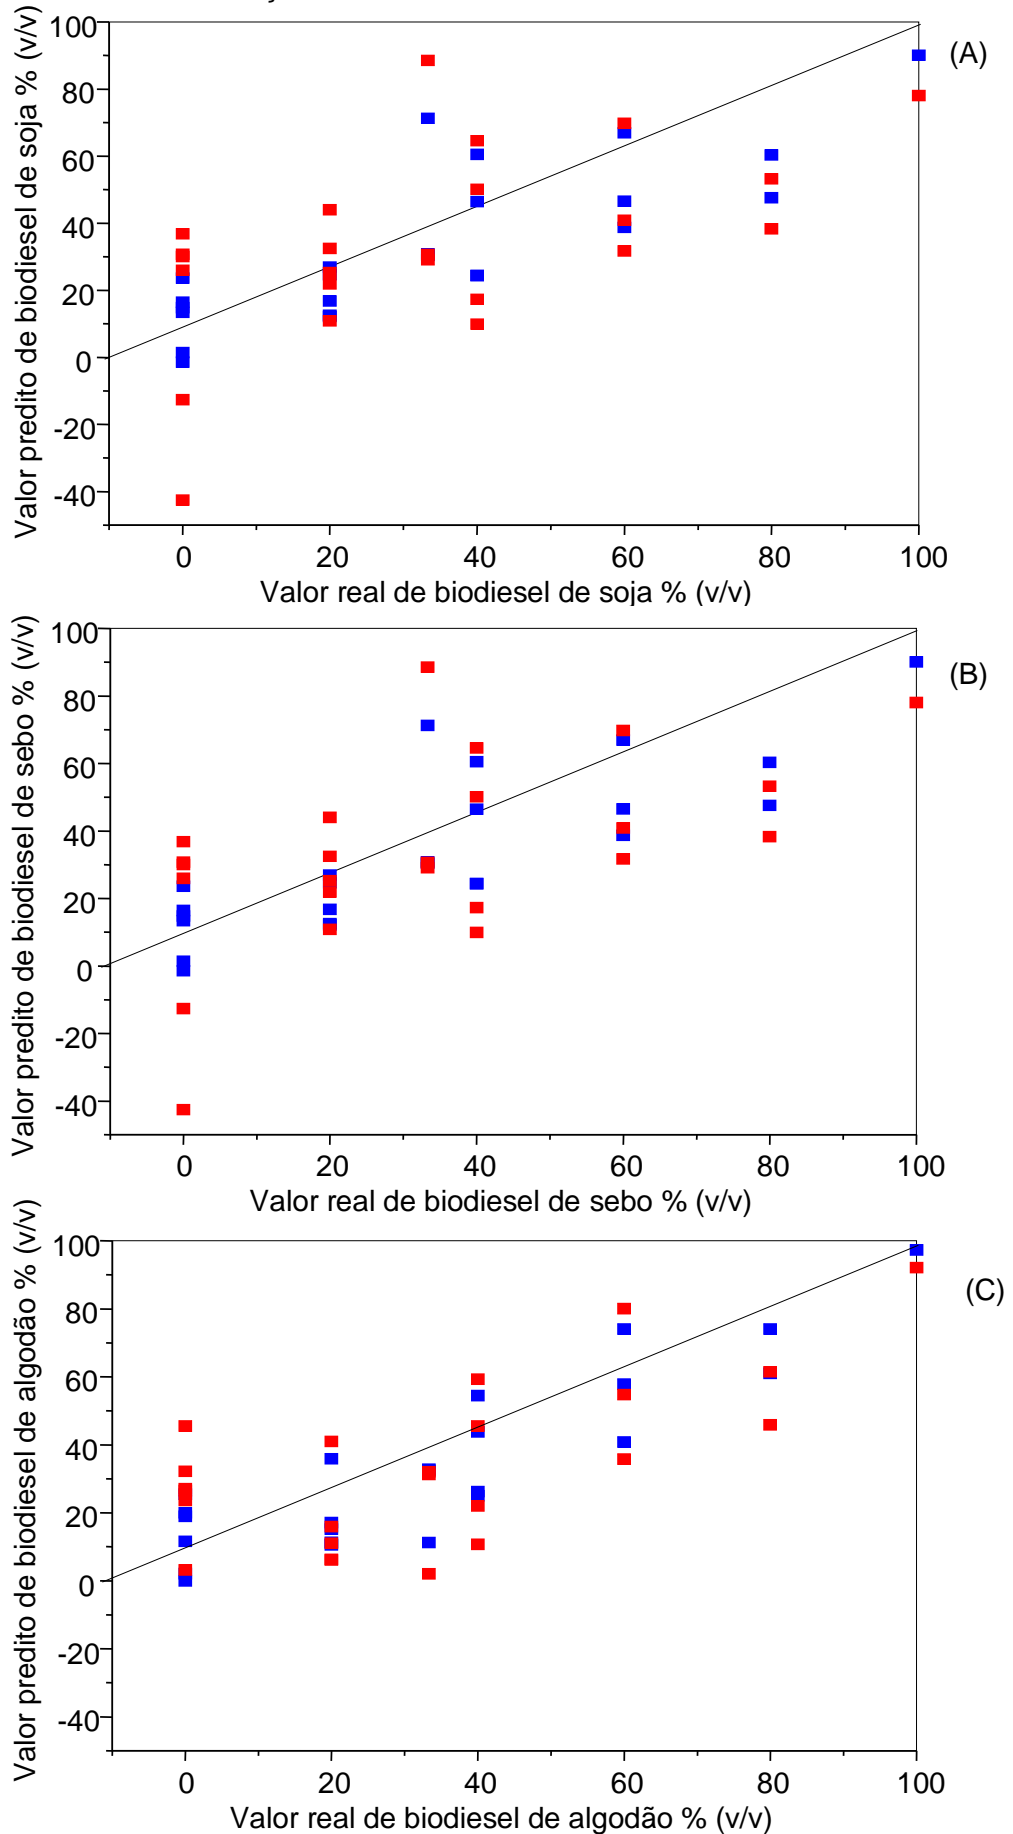 Valor predito de biodiesel de soja % (v/v)
100
80
60
40
20
0
-20
-40
(A)
0 20 40 60 80 100
Valor real de biodiesel de soja % (v/v)
Valor predito de biodiesel de sebo % (v/v)
100
80
60
40
20
0
-20
-40
(B)
0 20 40 60 80 100
Valor real de biodiesel de sebo % (v/v)
Valor predito de biodiesel de algodão % (v/v)
100
80
60
40
20
0
-20
-40
(C)
0 20 40 60 80 100
Valor real de biodiesel de algodão % (v/v)